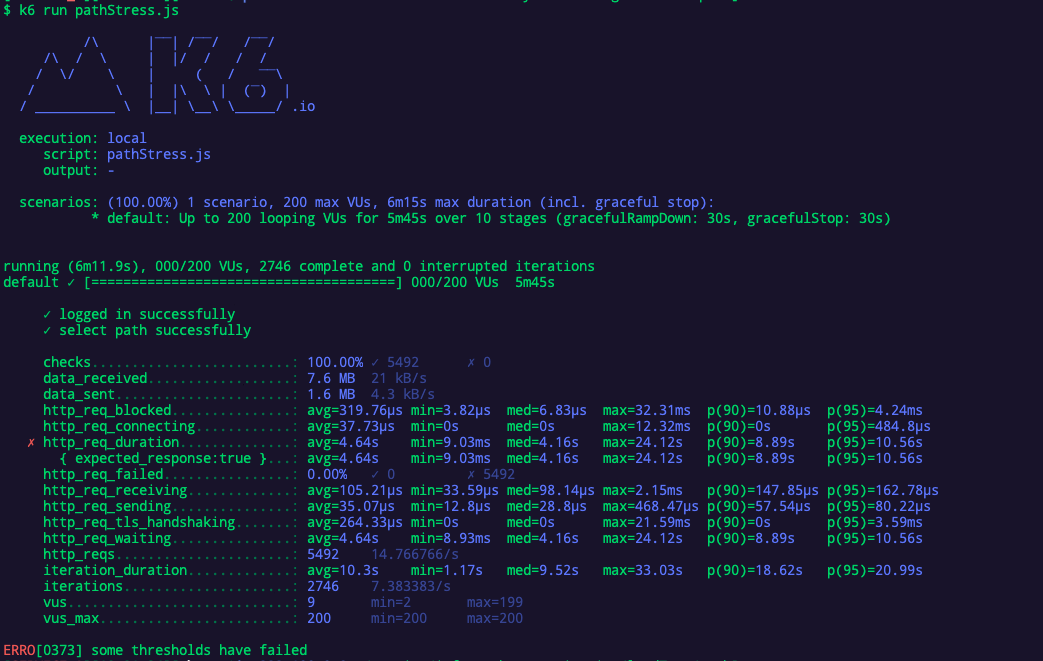 $ k6 run pathStress.js
          /\      |‾‾| /‾‾/   /‾‾/
     /\  /  \     |  |/  /   /  /
    /  \/    \    |     (   /   ‾‾\
   /          \   |  |\  \ |  (‾)  |
  / __________ \  |__| \__\ \_____/ .io
execution: local
script: pathStress.js
output: -
scenarios: (100.00%) 1 scenario, 200 max VUs, 6m15s max duration (incl. graceful stop):
* default: Up to 200 looping VUs for 5m45s over 10 stages (gracefulRampDown: 30s, gracefulStop: 30s)
running (6m11.9s), 000/200 VUs, 2746 complete and 0 interrupted iterations
default ✓ [======================================] 000/200 VUs  5m45s
✓ logged in successfully
✓ select path successfully
checks.........................: 100.00% ✓ 5492      ✗ 0
data_received..................: 7.6 MB  21 kB/s
data_sent......................: 1.6 MB  4.3 kB/s
http_req_blocked...............: avg=319.76µs min=3.82µs  med=6.83µs  max=32.31ms  p(90)=10.88µs  p(95)=4.24ms
http_req_connecting............: avg=37.73µs  min=0s      med=0s      max=12.32ms  p(90)=0s       p(95)=484.8µs
✗ http_req_duration..............: avg=4.64s    min=9.03ms  med=4.16s   max=24.12s   p(90)=8.89s    p(95)=10.56s
{ expected_response:true }...: avg=4.64s    min=9.03ms  med=4.16s   max=24.12s   p(90)=8.89s    p(95)=10.56s
http_req_failed................: 0.00%   ✓ 0         ✗ 5492
http_req_receiving.............: avg=105.21µs min=33.59µs med=98.14µs max=2.15ms   p(90)=147.85µs p(95)=162.78µs
http_req_sending...............: avg=35.07µs  min=12.8µs  med=28.8µs  max=468.47µs p(90)=57.54µs  p(95)=80.22µs
http_req_tls_handshaking.......: avg=264.33µs min=0s      med=0s      max=21.59ms  p(90)=0s       p(95)=3.59ms
http_req_waiting...............: avg=4.64s    min=8.93ms  med=4.16s   max=24.12s   p(90)=8.89s    p(95)=10.56s
http_reqs......................: 5492    14.766766/s
iteration_duration.............: avg=10.3s    min=1.17s   med=9.52s   max=33.03s   p(90)=18.62s   p(95)=20.99s
iterations.....................: 2746    7.383383/s
vus............................: 9       min=2       max=199
vus_max........................: 200     min=200     max=200
ERRO[0373] some thresholds have failed